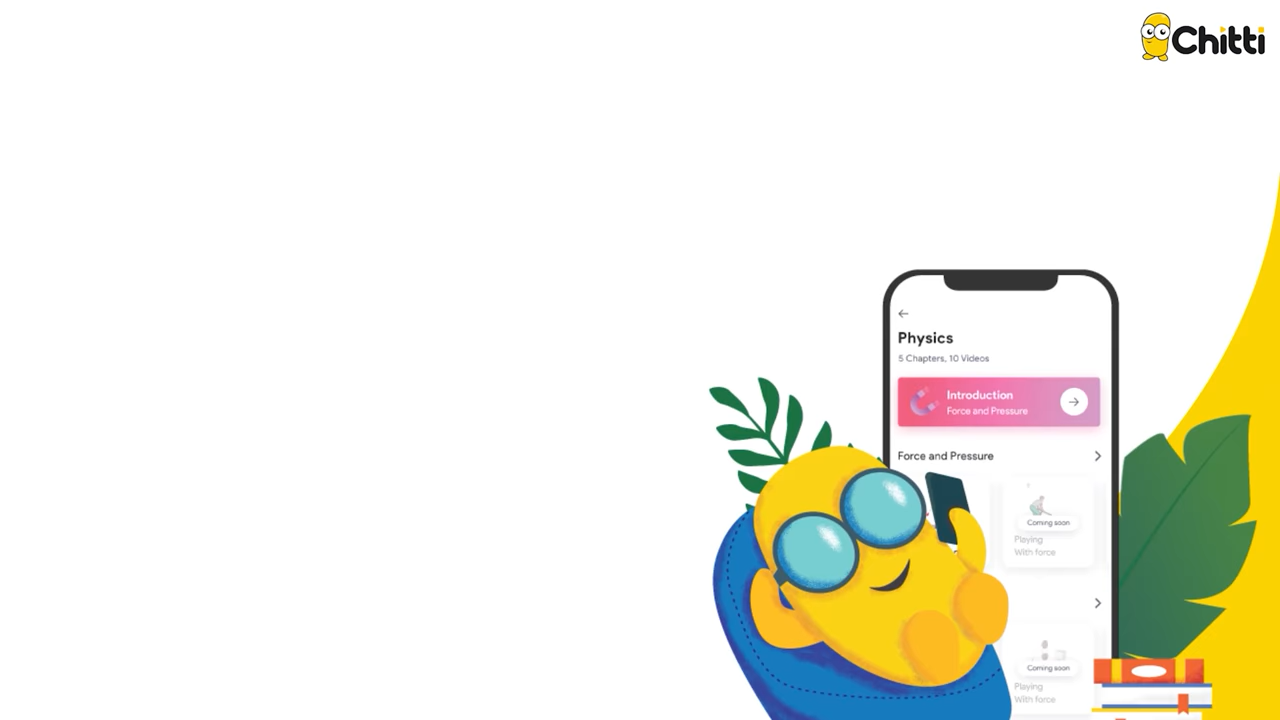 Chitti
Physics
5 Chapters, 10 Videos
Introduction
Force and Pressure
Force and Pressure
Coming soon
Playing
With force
Coming soon
Playing
With force